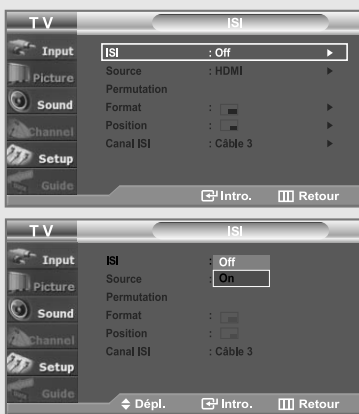 T V
ISI
Input
Picture
Sound
Channel
Setup
Guide
ISI : Off
Source : HDMI
Permutation
Format :
Position :
Canal ISI : Câble 3
Intro. Retour
T V
ISI
Input
Picture
Sound
Channel
Setup
Guide
ISI : Off
Source : On
Permutation
Format :
Position :
Canal ISI : Câble 3
Dépl. Intro. Retour